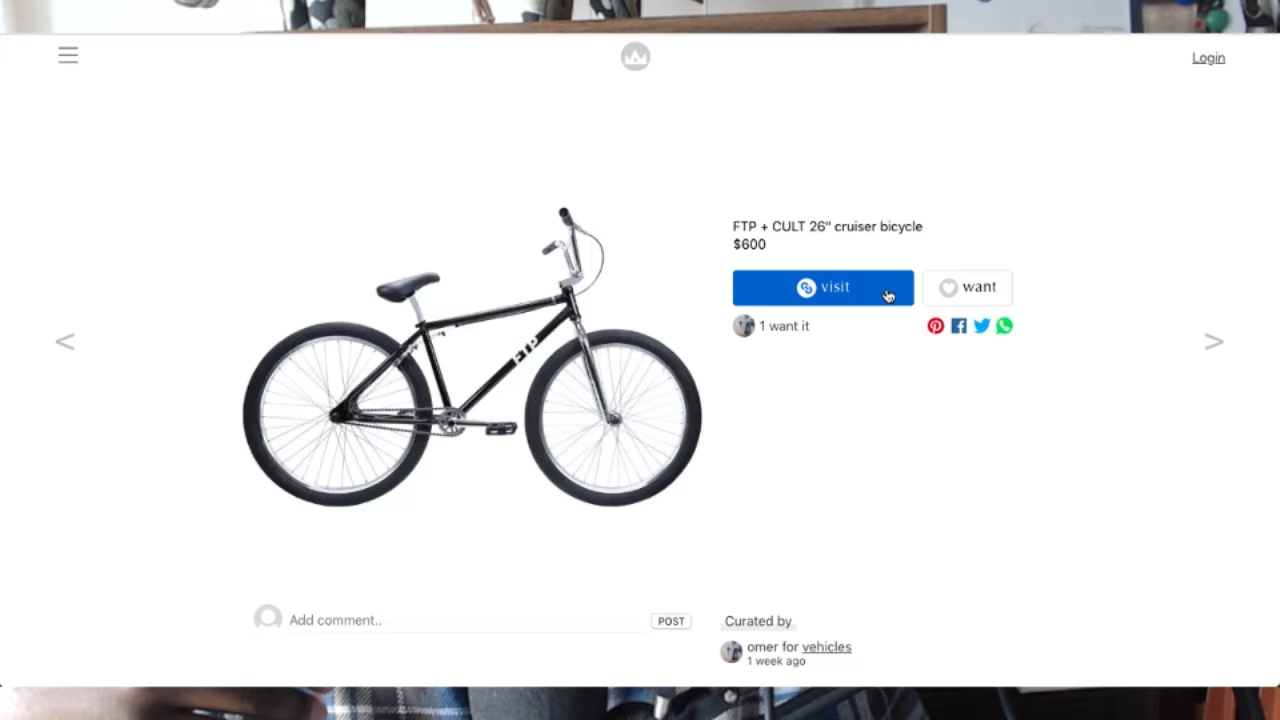 Login
FTP + CULT 26" cruiser bicycle
$600
visit
want
1 want it
FTP
<
>
Add comment..
POST
Curated by
omer for vehicles
1 week ago